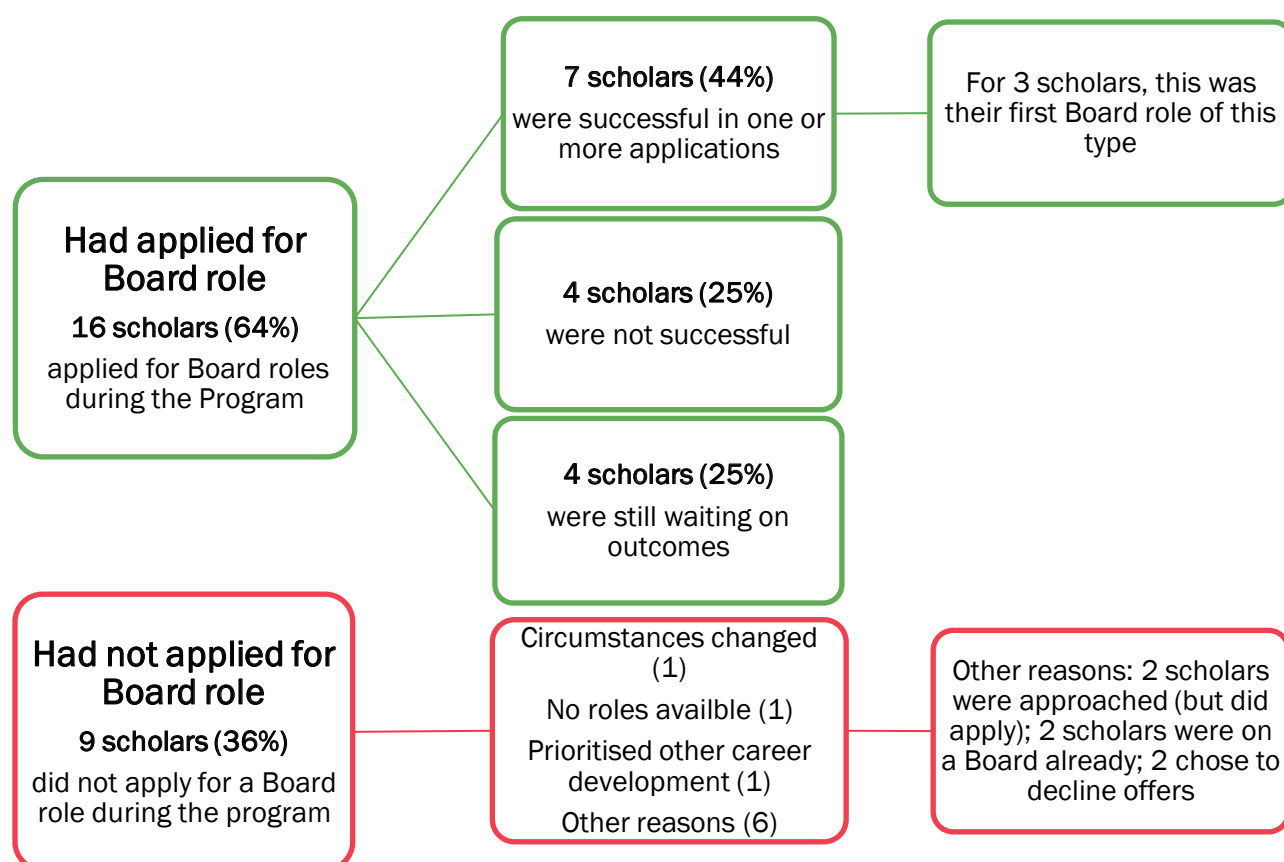 Had applied for
Board role
16 scholars (64%)
applied for Board roles
during the Program
7 scholars (44%)
were successful in one or
more applications
For 3 scholars, this was
their first Board role of this
type
4 scholars (25%)
were not successful
4 scholars (25%)
were still waiting on
outcomes
Had not applied for
Board role
9 scholars (36%)
did not apply for a Board
role during the program
Circumstances changed
(1)
No roles availble (1)
Prioritised other career
development (1)
Other reasons (6)
Other reasons: 2 scholars
were approached (but did
apply); 2 scholars were on
a Board already; 2 chose to
decline offers